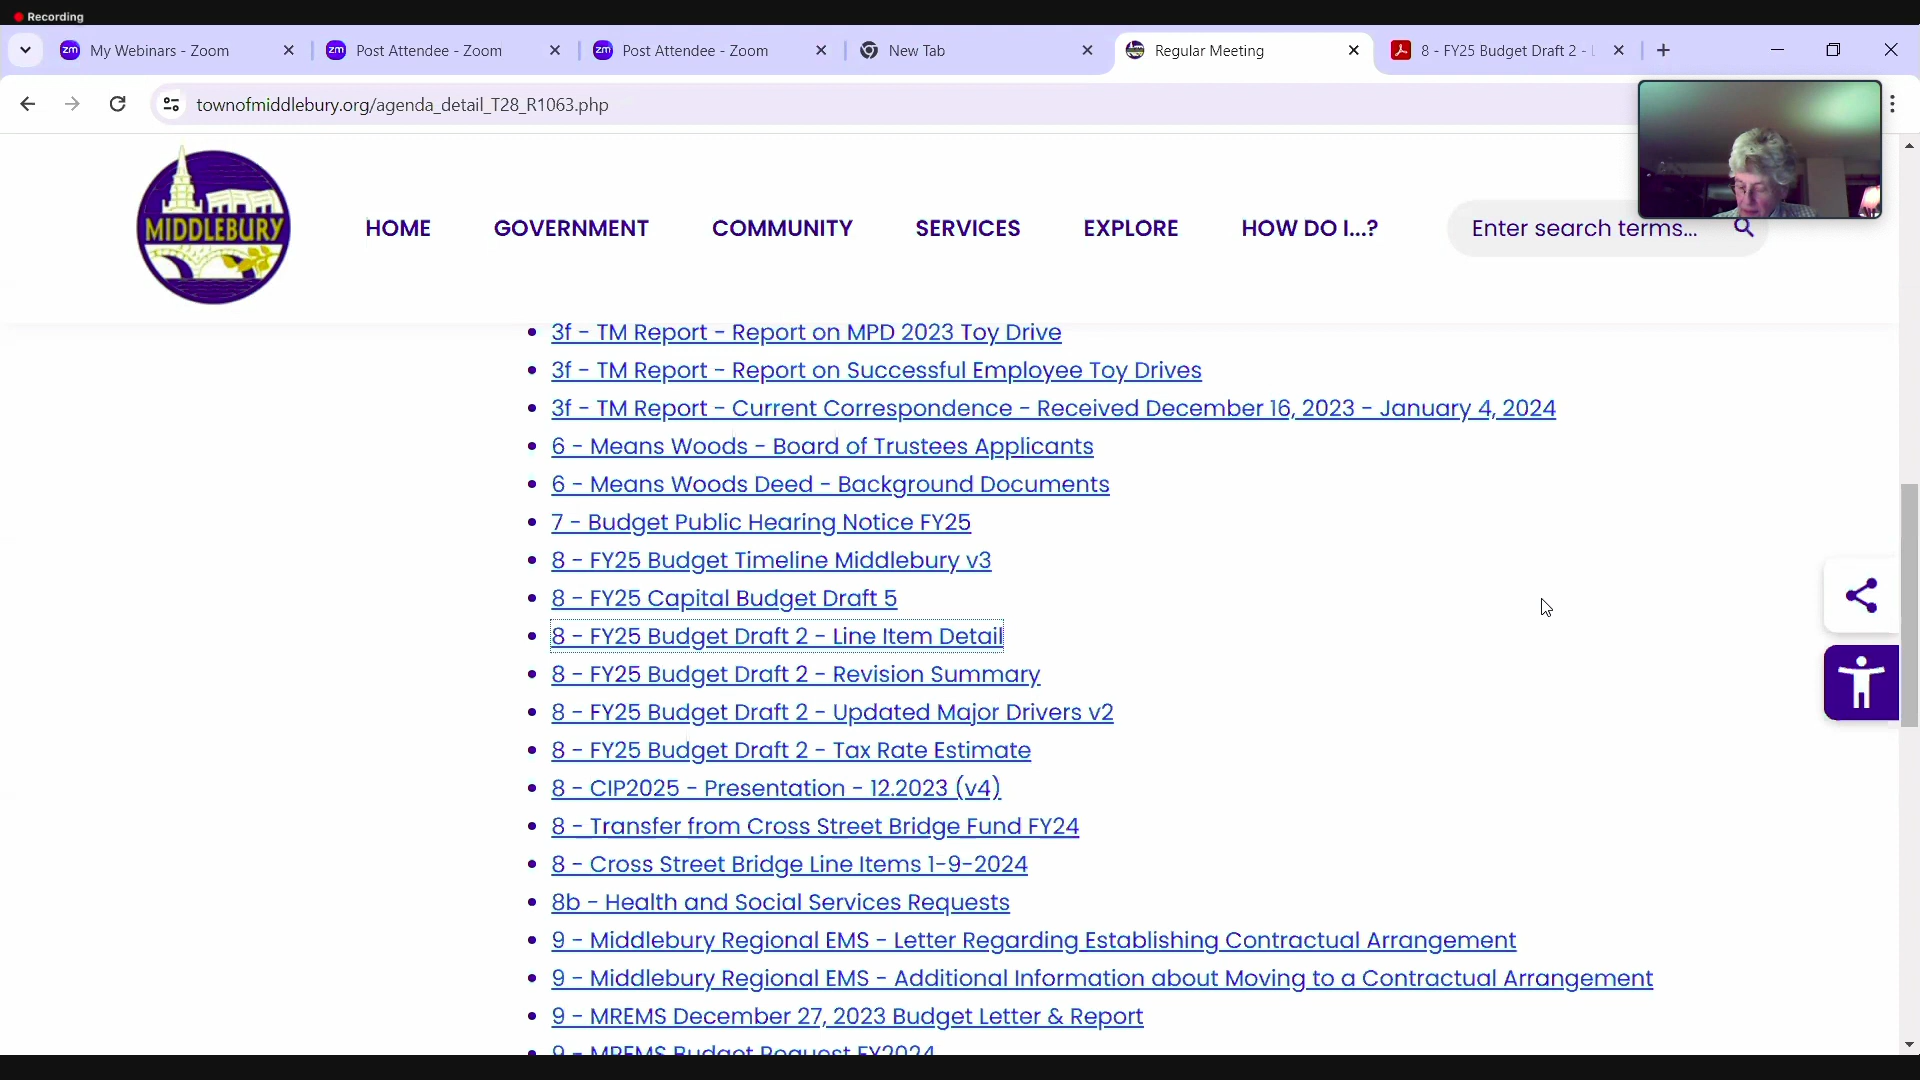 Recording
zm My Webinars - Zoom
zm Post Attendee - Zoom
zm Post Attendee - Zoom
New Tab
Regular Meeting
8 - FY25 Budget Draft 2 -
townofmiddlebury.org/agenda_detail_T28_R1063.php
MIDDLEBURY
HOME
GOVERNMENT
COMMUNITY
SERVICES
EXPLORE
HOW DO I...?
Enter search terms...
3f - TM Report - Report on MPD 2023 Toy Drive
3f - TM Report - Report on Successful Employee Toy Drives
3f - TM Report - Current Correspondence - Received December 16, 2023 - January 4, 2024
6 - Means Woods - Board of Trustees Applicants
6 - Means Woods Deed - Background Documents
7 - Budget Public Hearing Notice FY25
8 - FY25 Budget Timeline Middlebury v3
8 - FY25 Capital Budget Draft 5
8 - FY25 Budget Draft 2 - Line Item Detail
8 - FY25 Budget Draft 2 - Revision Summary
8 - FY25 Budget Draft 2 - Updated Major Drivers v2
8 - FY25 Budget Draft 2 - Tax Rate Estimate
8 - CIP2025 - Presentation - 12.2023 (v4)
8 - Transfer from Cross Street Bridge Fund FY24
8 - Cross Street Bridge Line Items 1-9-2024
8b - Health and Social Services Requests
9 - Middlebury Regional EMS - Letter Regarding Establishing Contractual Arrangement
9 - Middlebury Regional EMS - Additional Information about Moving to a Contractual Arrangement
9 - MREMS December 27, 2023 Budget Letter & Report
9 - MREMS Budget Request FY2024